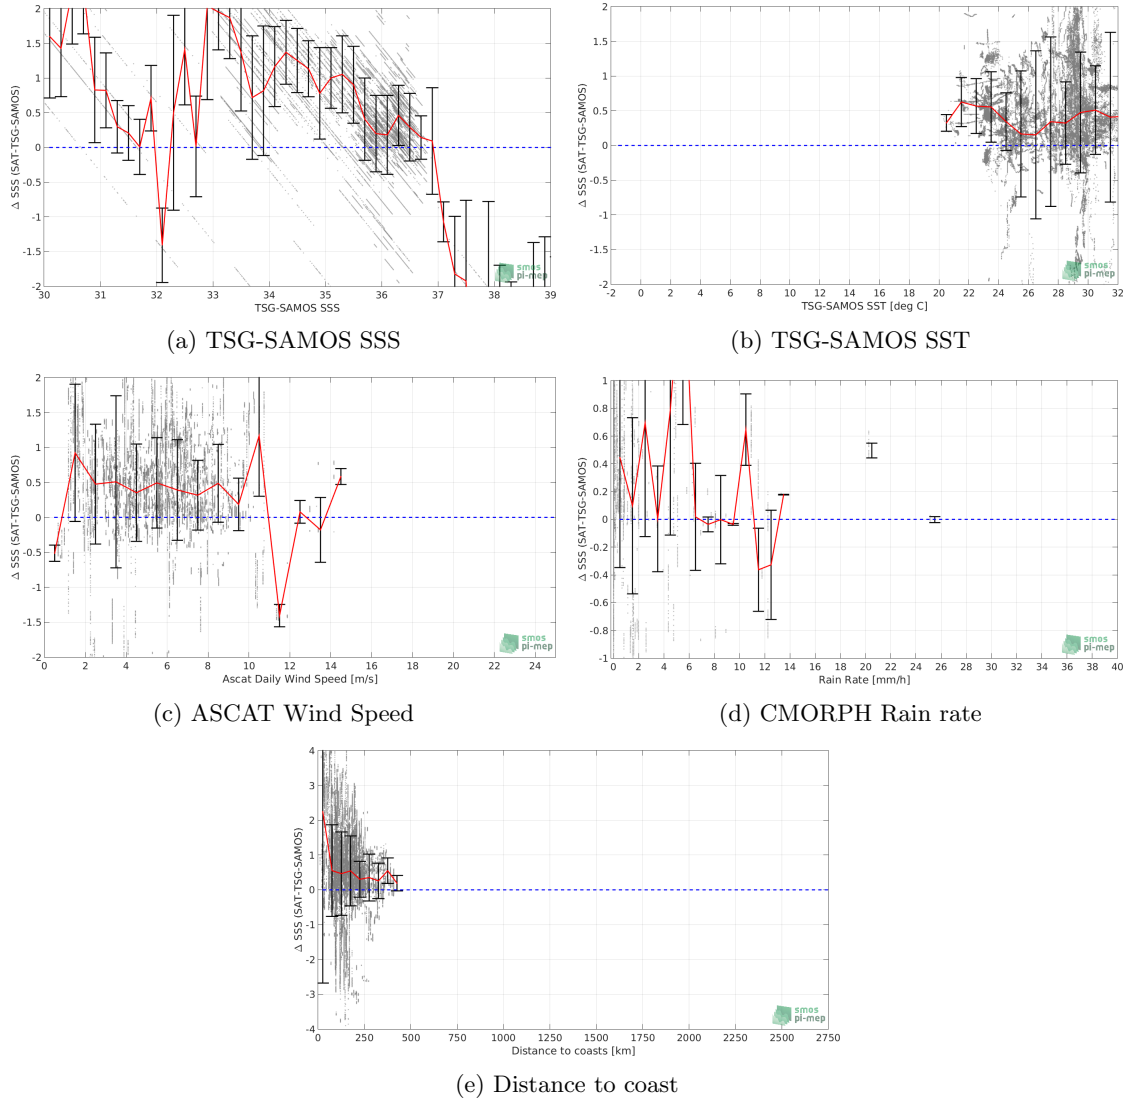 2
1.5
1
0.5
0
-0.5
-1
-1.5
-2
Δ SSS (SAT-TSG-SAMOS)
30 31 32 33 34 35 36 37 38 39
TSG-SAMOS SSS
smos
pi-mep
(a) TSG-SAMOS SSS
2
1.5
1
0.5
0
-0.5
-1
-1.5
-2
Δ SSS (SAT-TSG-SAMOS)
-2 0 2 4 6 8 10 12 14 16 18 20 22 24 26 28 30 32
TSG-SAMOS SST [deg C]
smos
pi-mep
(b) TSG-SAMOS SST
2
1.5
1
0.5
0
-0.5
-1
-1.5
-2
Δ SSS (SAT-TSG-SAMOS)
0 2 4 6 8 10 12 14 16 18 20 22 24
Ascat Daily Wind Speed [m/s]
smos
pi-mep
(c) ASCAT Wind Speed
1
0.8
0.6
0.4
0.2
0
-0.2
-0.4
-0.6
-0.8
-1
Δ SSS (SAT-TSG-SAMOS)
0 2 4 6 8 10 12 14 16 18 20 22 24 26 28 30 32 34 36 38 40
Rain Rate [mm/h]
smos
pi-mep
(d) CMORPH Rain rate
4
3
2
1
0
-1
-2
-3
-4
Δ SSS (SAT-TSG-SAMOS)
0 250 500 750 1000 1250 1500 1750 2000 2250 2500 2750
Distance to coasts [km]
smos
pi-mep
(e) Distance to coast